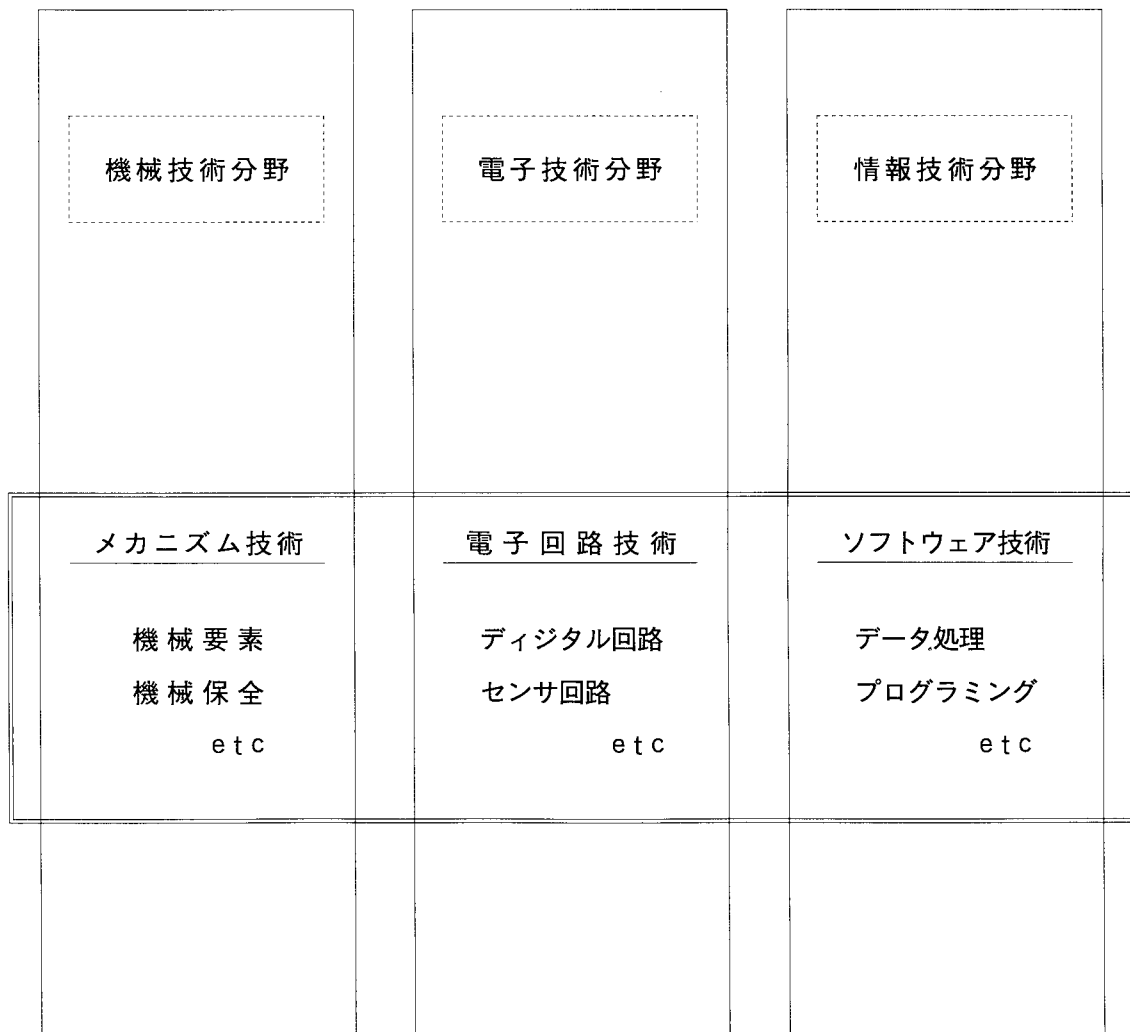 機械技術分野
電子技術分野
情報技術分野
メカニズム技術
機械要素
機械保全
etc
電子回路技術
ディジタル回路
センサ回路
etc
ソフトウェア技術
データ処理
プログラミング
etc